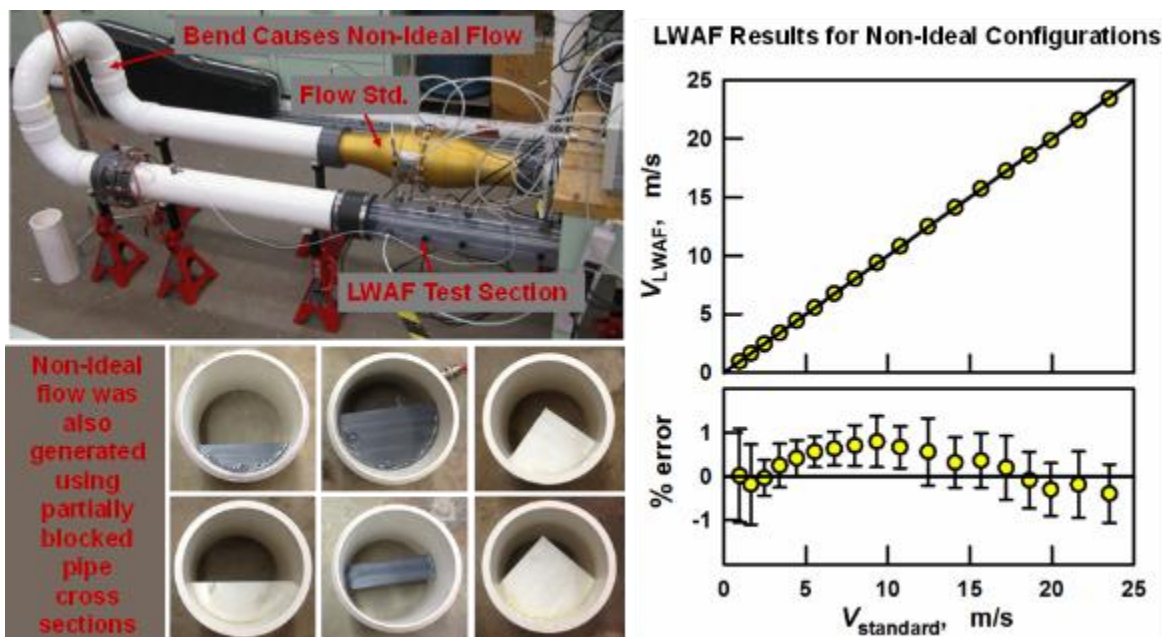 Bend Causes Non-Ideal Flow
Flow Std.
LWAF Test Section
Non-Ideal
flow was
also
generated
using
partially
blocked
pipe
cross
sections
LWAF Results for Non-Ideal Configurations
25
20
15
10
5
0
V_LWAF, m/s
1
0
-1
% error
0 5 10 15 20 25
V_standard, m/s